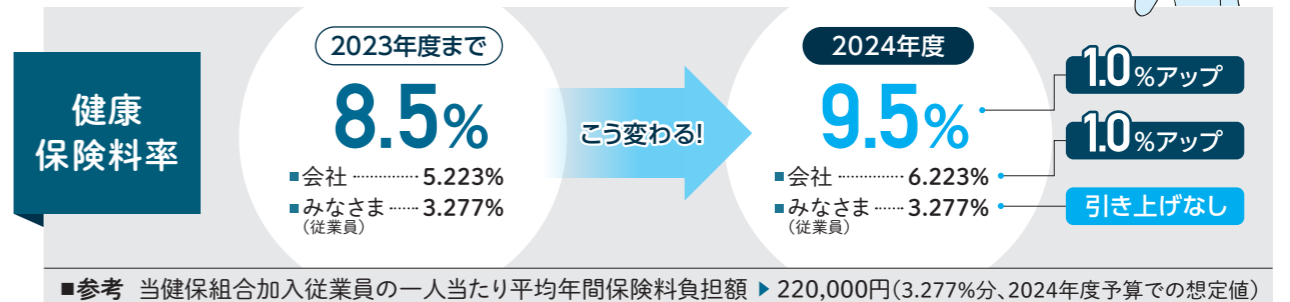 健康
保険料率
2023年度まで
8.5%
■会社 ············· 5.223%
■みなさま ······ 3.277%
(従業員)
こう変わる!
2024年度
9.5%
■会社 ············· 6.223%
■みなさま ······ 3.277%
(従業員)
1.0%アップ
1.0%アップ
引き上げなし
■参考 当健保組合加入従業員の一人当たり平均年間保険料負担額 ▶ 220,000円(3.277%分、2024年度予算での想定値)